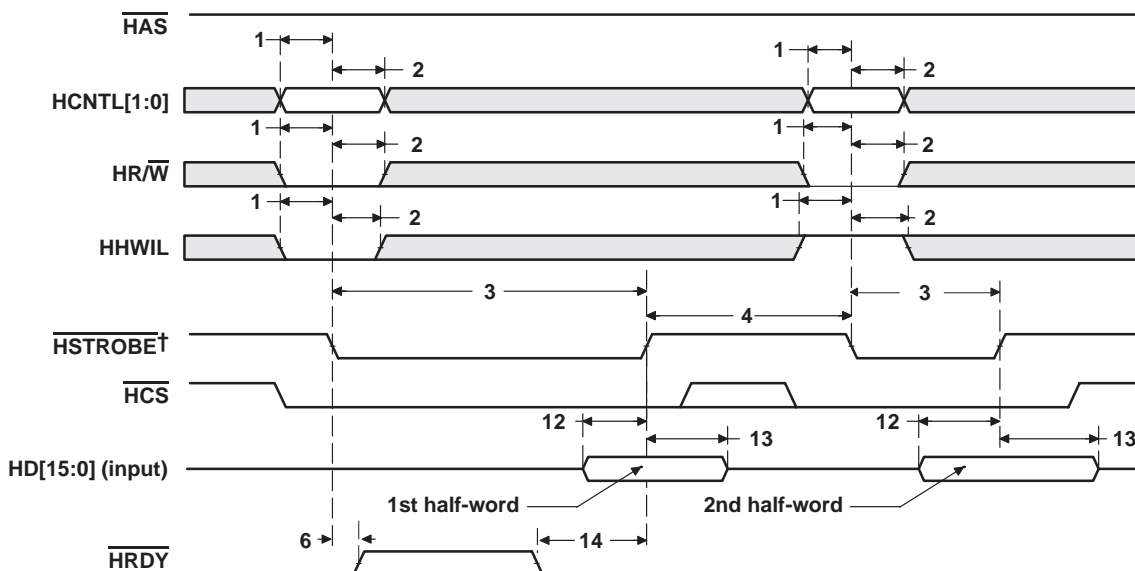 HAS
1
1
2
2
HCNTL[1:0]
1
1
2
2
HR/W
1
1
2
2
HHWIL
3
3
4
HSTROBE†
HCS
12
12
13
13
HD[15:0] (input)
1st half-word
2nd half-word
6
14
HRDY